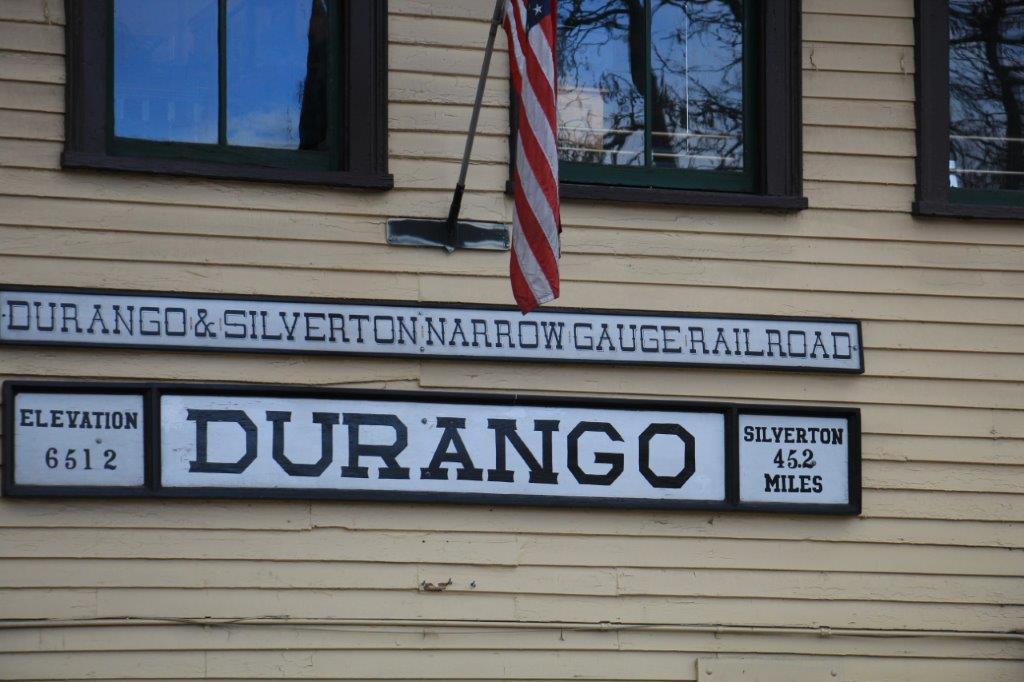 DURANGO & SILVERTON NARROW GAUGE RAILROAD
ELEVATION
6512
DURANGO
SILVERTON
45.2
MILES